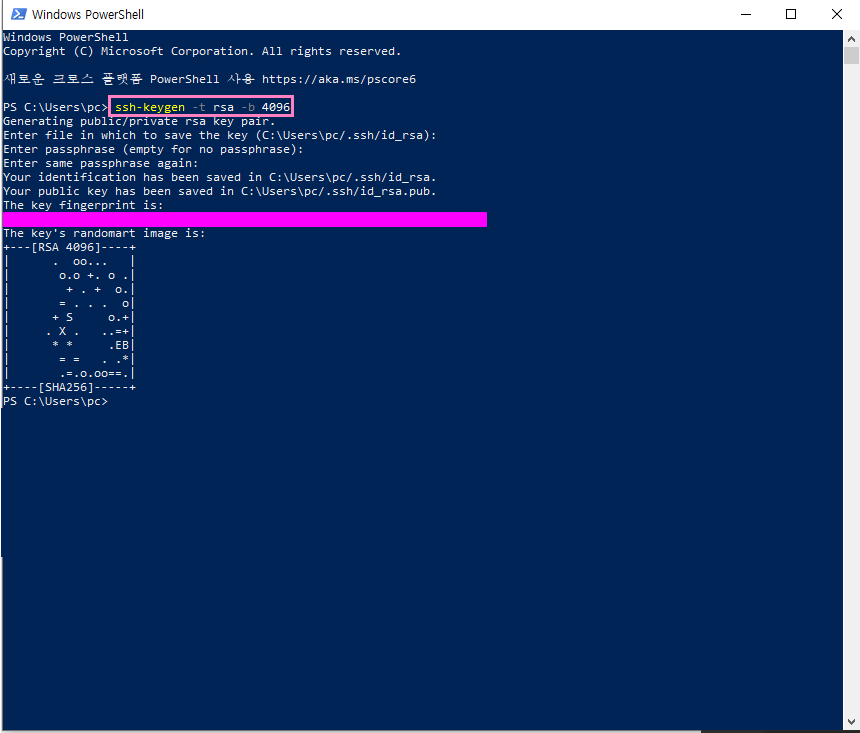 Windows PowerShell
Windows PowerShell
Copyright (C) Microsoft Corporation. All rights reserved.
새로운 크로스 플랫폼 PowerShell 사용 https://aka.ms/pscore6
PS C:\Users\pc> ssh-keygen -t rsa -b 4096
Generating public/private rsa key pair.
Enter file in which to save the key (C:\Users\pc/.ssh/id_rsa):
Enter passphrase (empty for no passphrase):
Enter same passphrase again:
Your identification has been saved in C:\Users\pc/.ssh/id_rsa.
Your public key has been saved in C:\Users\pc/.ssh/id_rsa.pub.
The key fingerprint is:
The key's randomart image is:
+---[RSA 4096]----+
|      .  oo...   |
|       o.o +. o .|
|        + . +  o.|
|       = . . .  o|
|      + S     o.+|
|     . X .   ..=+|
|      * *     .EB|
|       = =   . .*|
|       .=.o.oo==.|
+----[SHA256]-----+
PS C:\Users\pc>